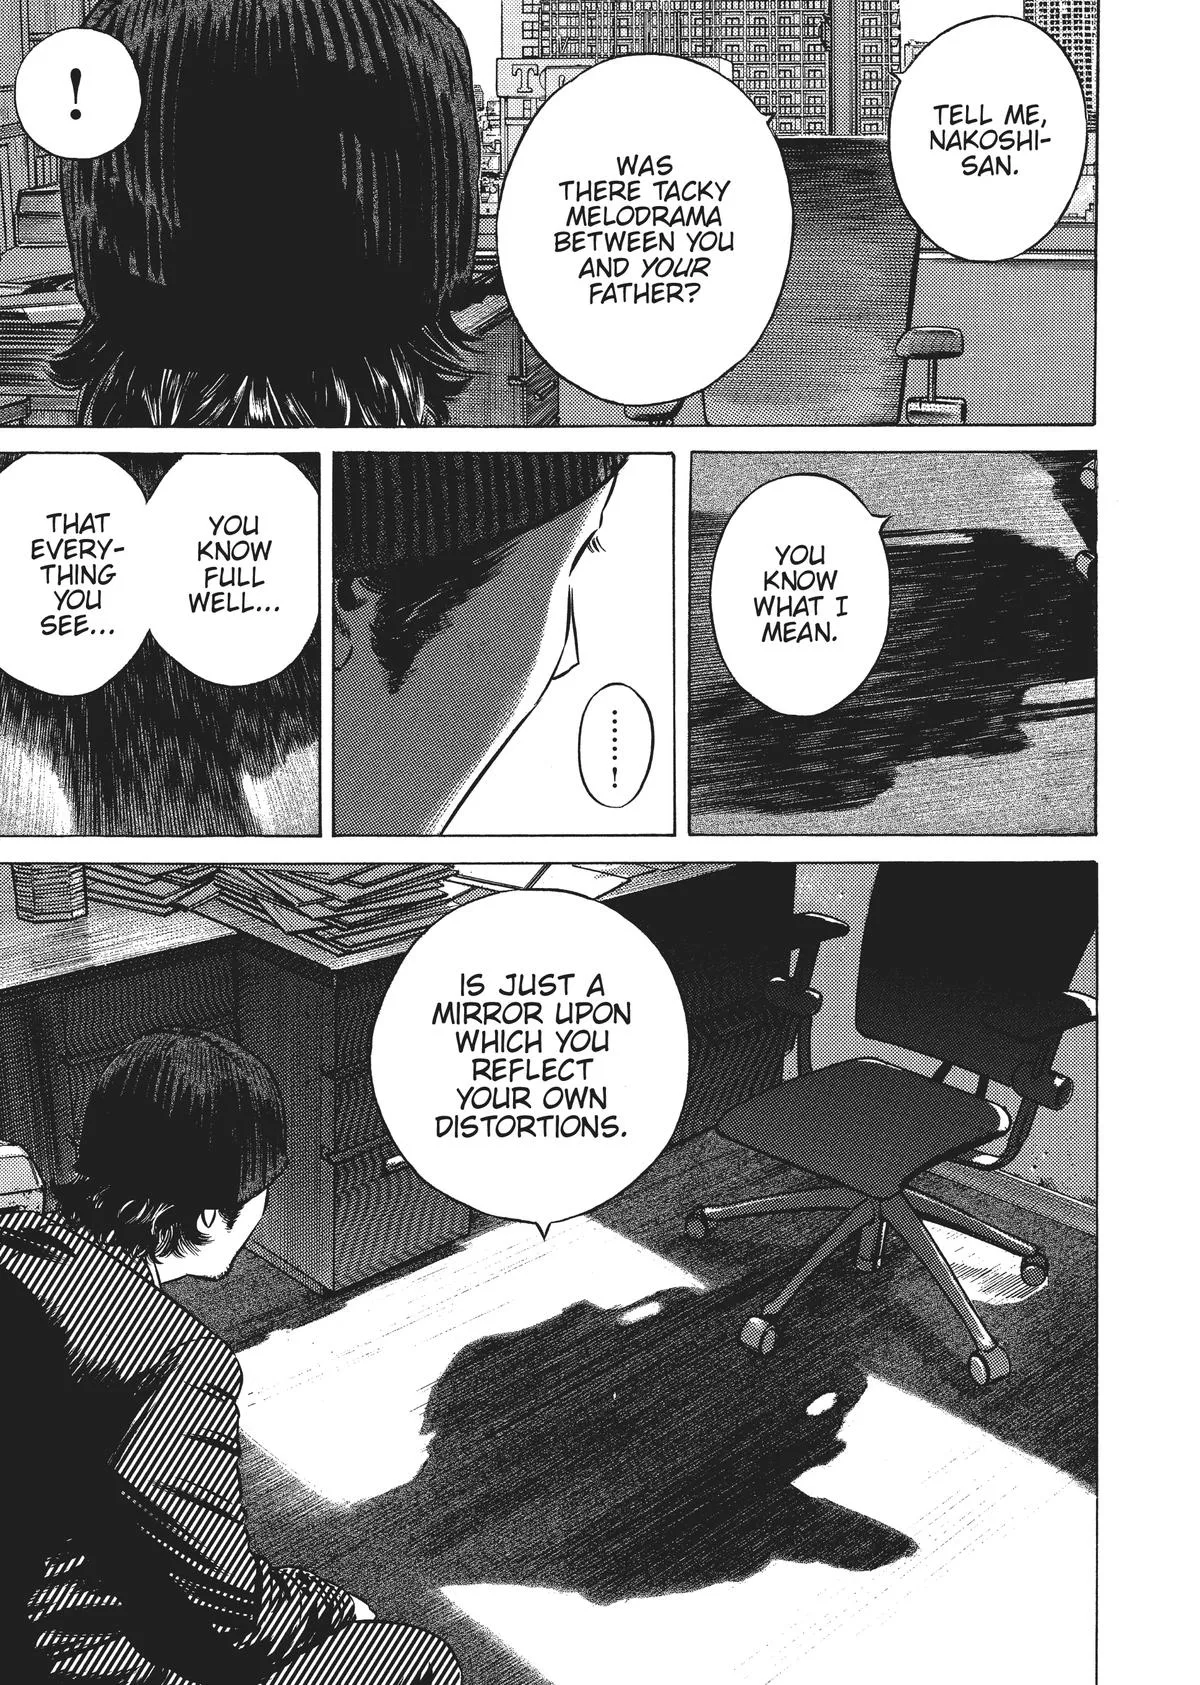 TELL ME,
NAKOSHI-
SAN.
WAS
THERE TACKY
MELODRAMA
BETWEEN YOU
AND YOUR
FATHER?
!
YOU
KNOW
WHAT I
MEAN.
........!
YOU
KNOW
FULL
WELL...
THAT
EVERY-
THING
YOU
SEE...
IS JUST A
MIRROR UPON
WHICH YOU
REFLECT
YOUR OWN
DISTORTIONS.